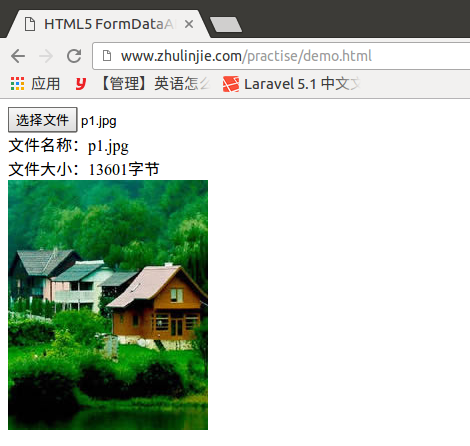 HTML5 FormDataA
www.zhulinjie.com/practise/demo.html
应用 【管理】英语怎么 Laravel 5.1 中文文
选择文件 p1.jpg
文件名称：p1.jpg
文件大小：13601字节